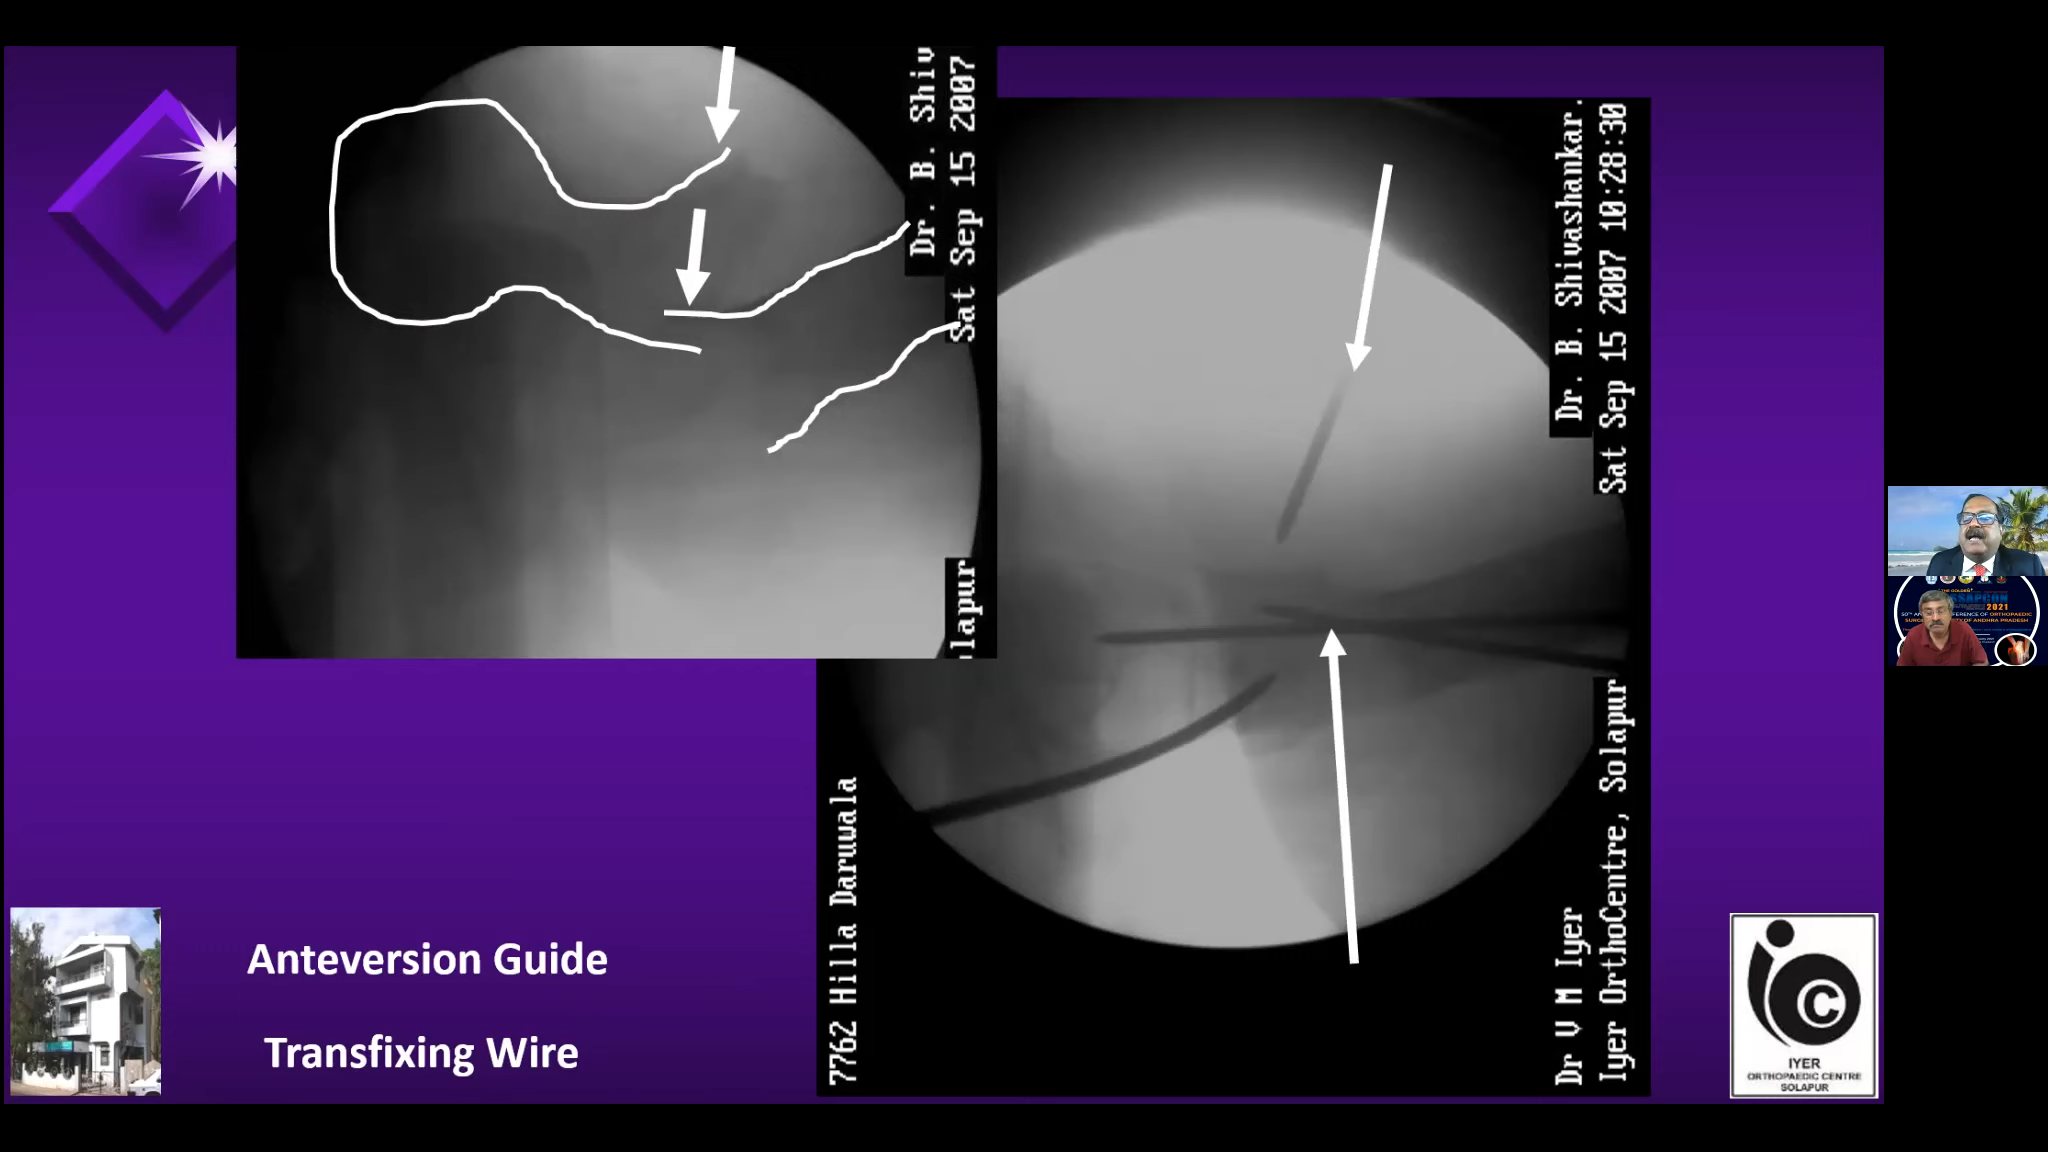 Dr. B. Shiv
Sat Sep 15 2007
lapur
Dr. B. Shivashankar.
Sat Sep 15 2007 10:28:30
7762 Hilla Daruwala
Dr V M Iyer
Iyer OrthoCentre, Solapur
Anteversion Guide
Transfixing Wire
IYER
ORTHOPAEDIC CENTRE
SOLAPUR
2021